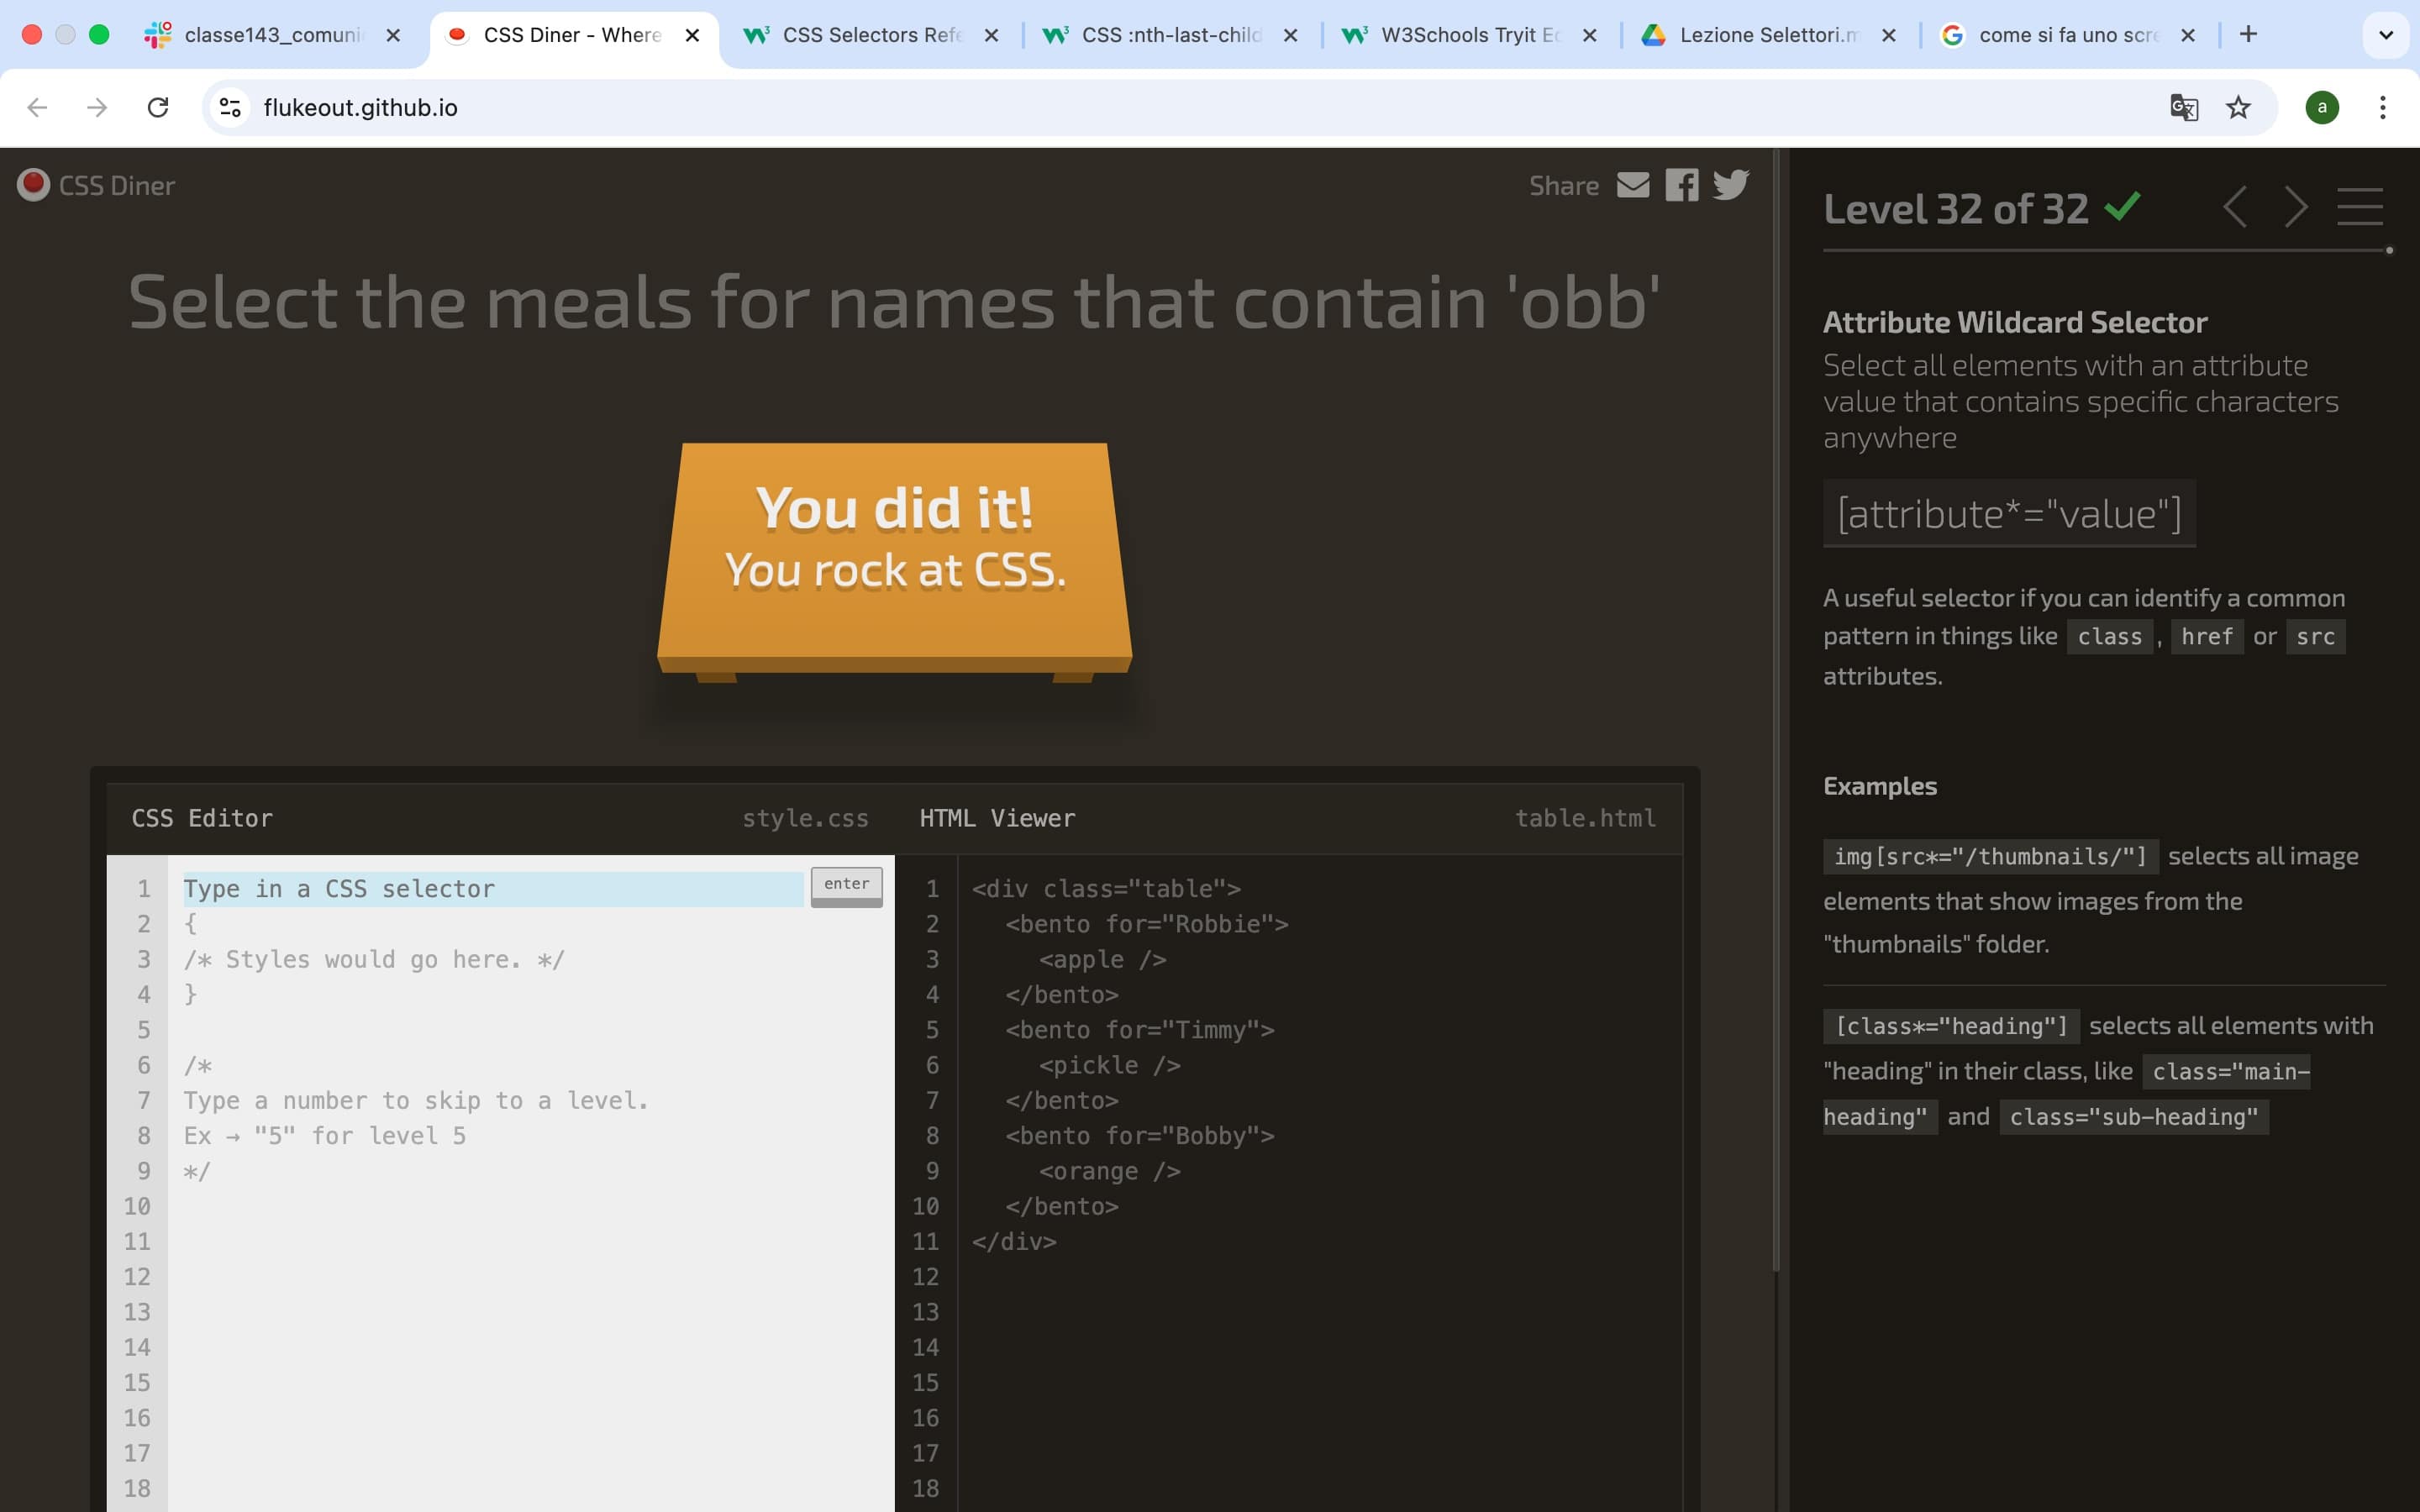 classe143_comuni
CSS Diner - Where
CSS Selectors Refe
CSS :nth-last-child
W3Schools Tryit Ed
Lezione Selettori.m
come si fa uno scre
flukeout.github.io
a
CSS Diner
Share
Select the meals for names that contain 'obb'
You did it!
You rock at CSS.
CSS Editor
style.css
HTML Viewer
table.html
1 Type in a CSS selector
enter
2 {
3 /* Styles would go here. */
4 }
5
6 /*
7 Type a number to skip to a level.
8 Ex → "5" for level 5
9 */
10
11
12
13
14
15
16
17
18
1 <div class="table">
2 <bento for="Robbie">
3 <apple />
4 </bento>
5 <bento for="Timmy">
6 <pickle />
7 </bento>
8 <bento for="Bobby">
9 <orange />
10 </bento>
11 </div>
12
13
14
15
16
17
18
Level 32 of 32
Attribute Wildcard Selector
Select all elements with an attribute
value that contains specific characters
anywhere
[attribute*="value"]
A useful selector if you can identify a common
pattern in things like class , href or src
attributes.
Examples
img[src*="/thumbnails/"] selects all image
elements that show images from the
"thumbnails" folder.
[class*="heading"] selects all elements with
"heading" in their class, like class="main-
heading" and class="sub-heading"